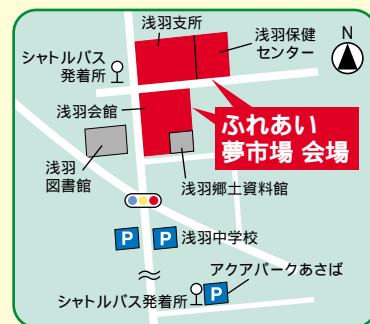 浅羽支所
浅羽保健
センター
N
シャトルバス
発着所
浅羽会館
ふれあい
夢市場 会場
浅羽
図書館
浅羽郷土資料館
P
P
浅羽中学校
アクアパークあさば
シャトルバス発着所
P